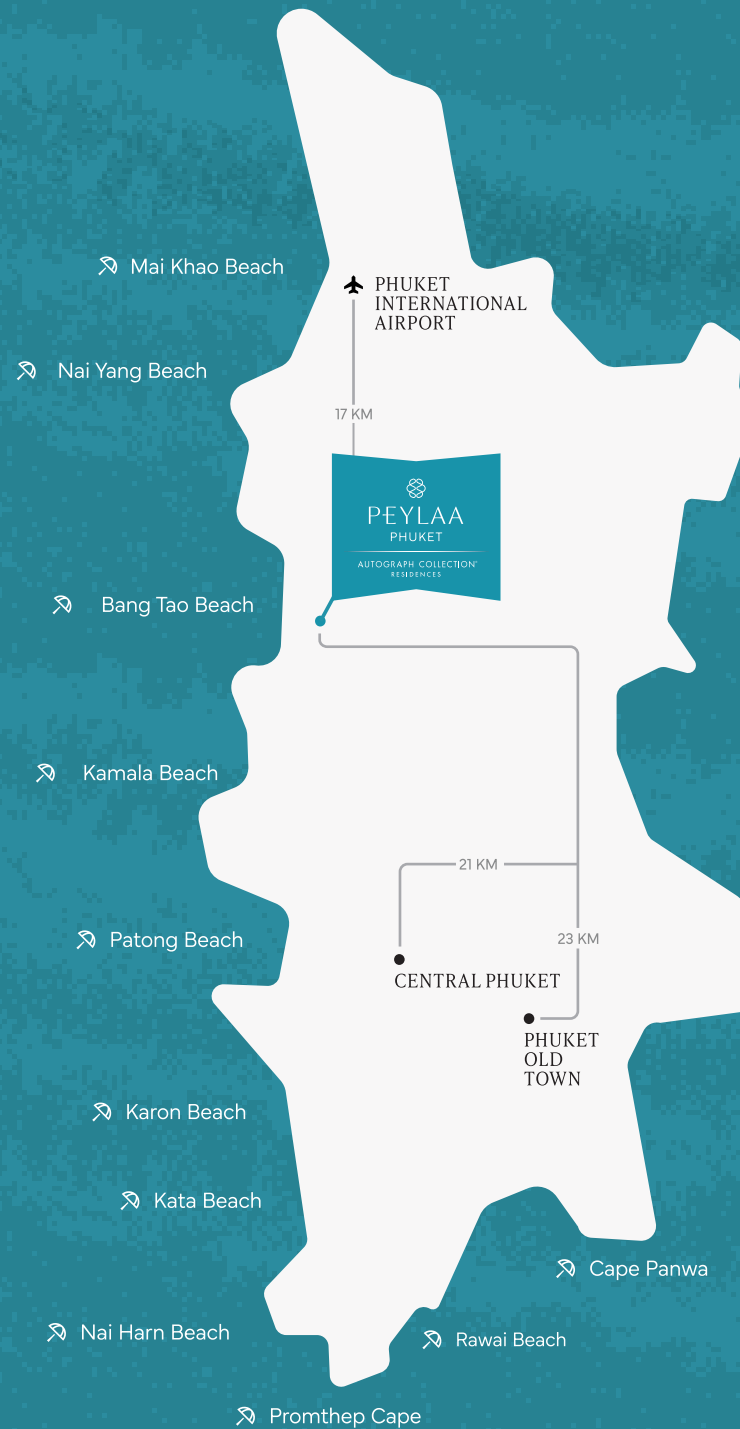 Mai Khao Beach
PHUKET
INTERNATIONAL
AIRPORT
Nai Yang Beach
17 KM
PEYLAA
PHUKET
AUTOGRAPH COLLECTION®
RESIDENCES
Bang Tao Beach
Kamala Beach
21 KM
Patong Beach
23 KM
CENTRAL PHUKET
PHUKET
OLD
TOWN
Karon Beach
Kata Beach
Cape Panwa
Nai Harn Beach
Rawai Beach
Promthep Cape